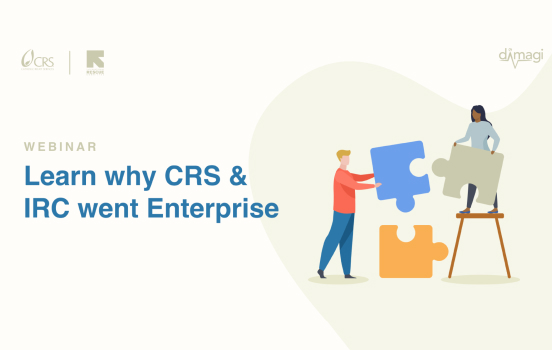 CRS
dimagi
WEBINAR
Learn why CRS &
IRC went Enterprise